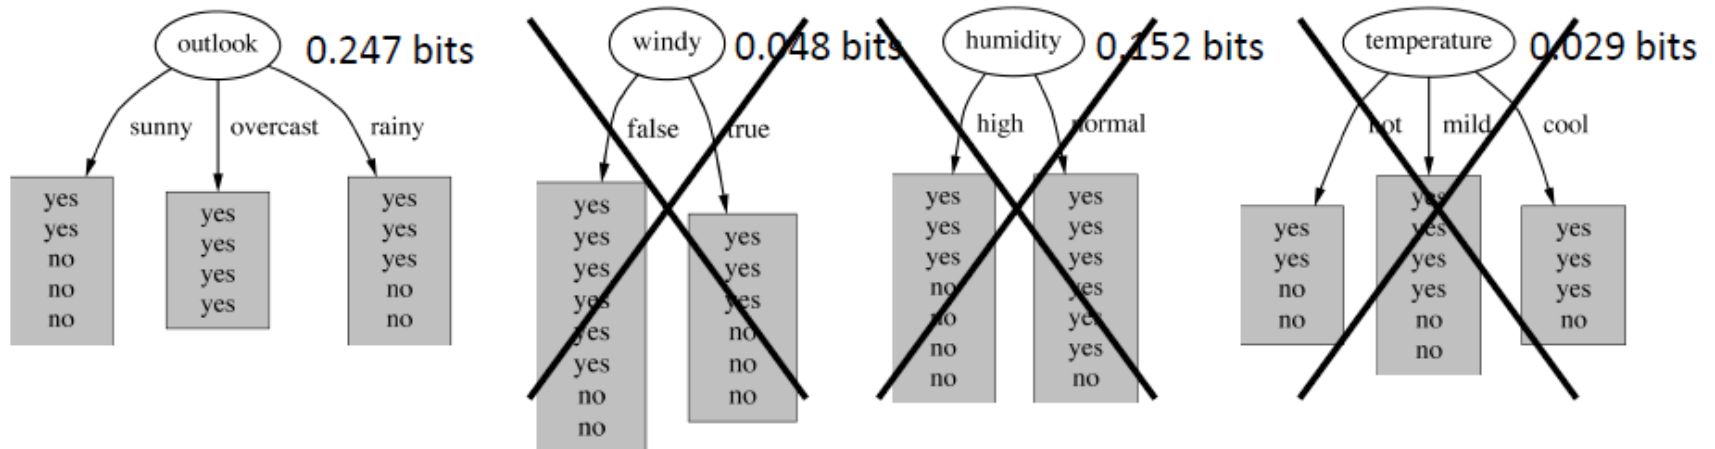 outlook 0.247 bits
sunny overcast rainy
yes
yes
no
no
no
yes
yes
yes
yes
yes
yes
yes
no
no
windy 0.048 bits
false true
yes
yes
yes
yes
yes
yes
no
no
yes
yes
yes
no
no
no
humidity 0.152 bits
high normal
yes
yes
yes
no
no
no
no
yes
yes
yes
yes
yes
yes
no
temperature 0.029 bits
hot mild cool
yes
yes
no
no
yes
yes
yes
yes
no
no
yes
yes
yes
no